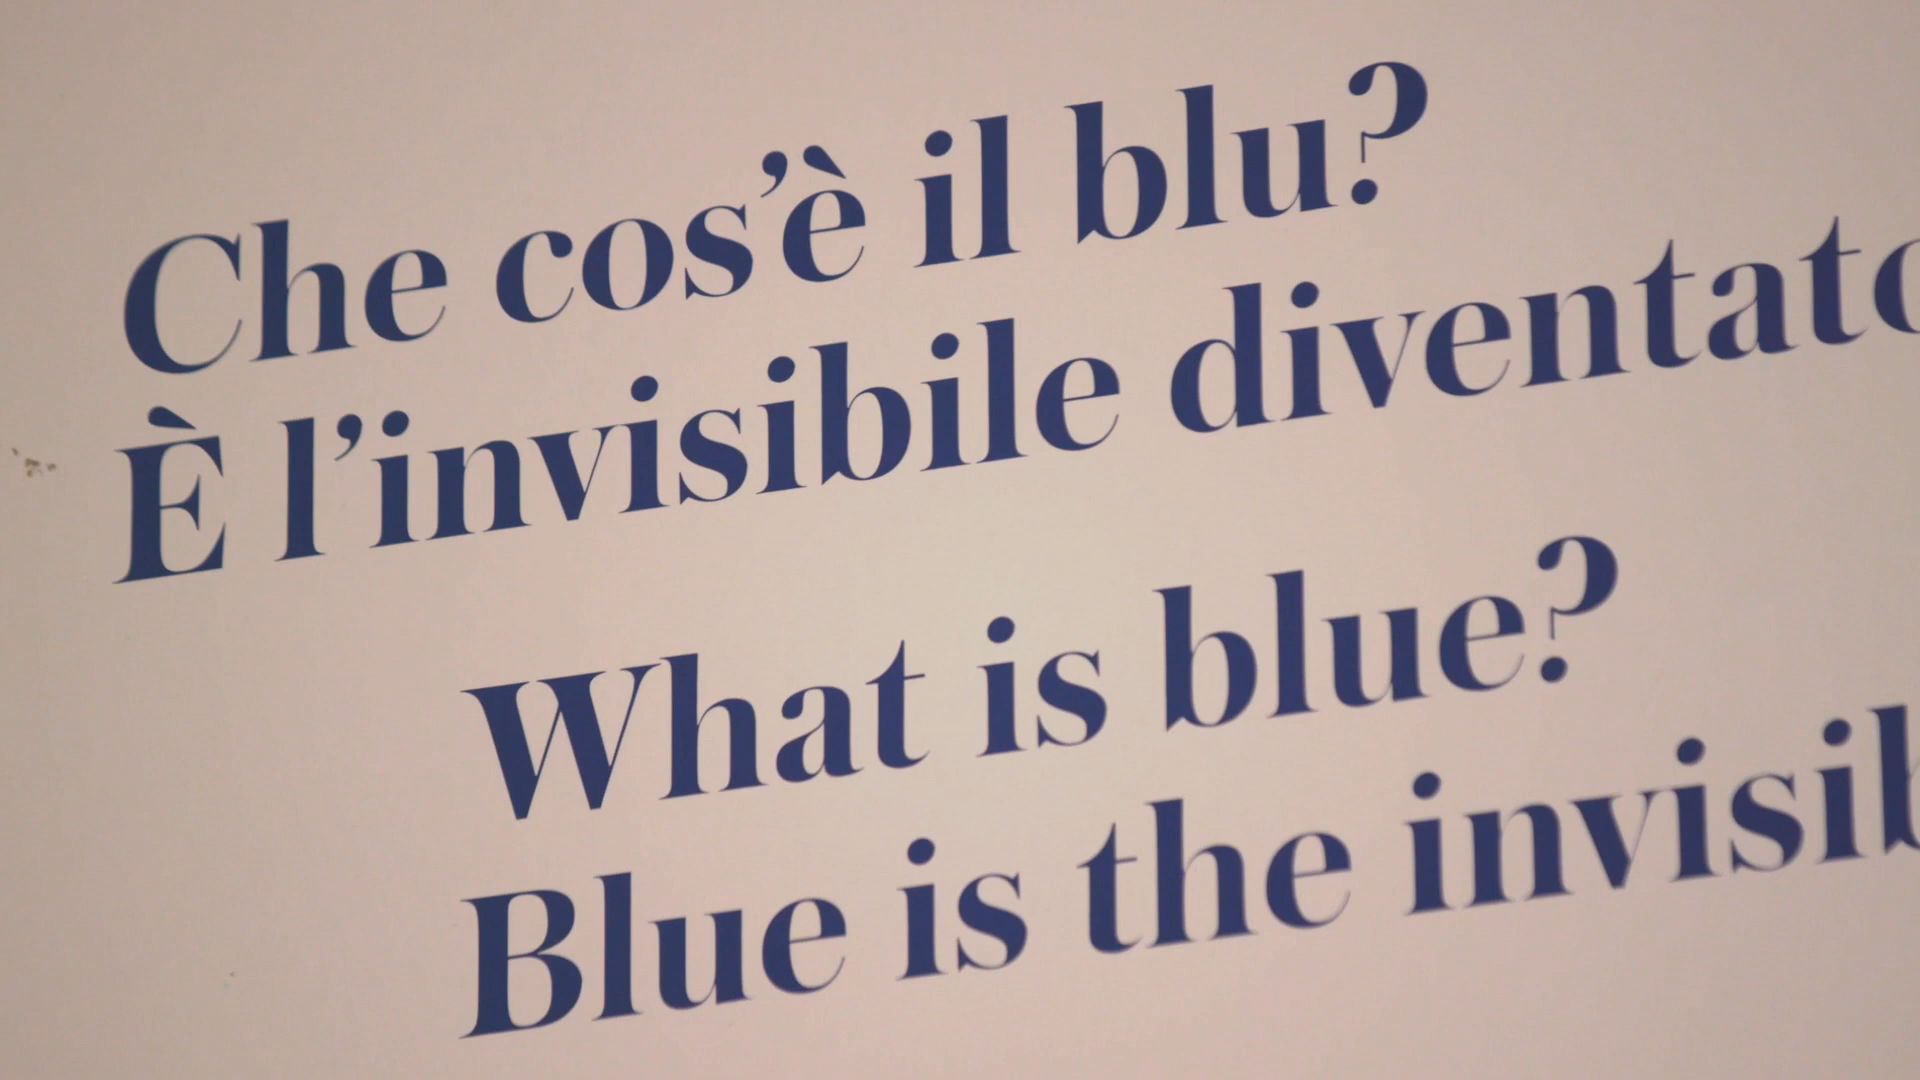 Che cos’è il blu?
È l’invisibile diventato
What is blue?
Blue is the invisib